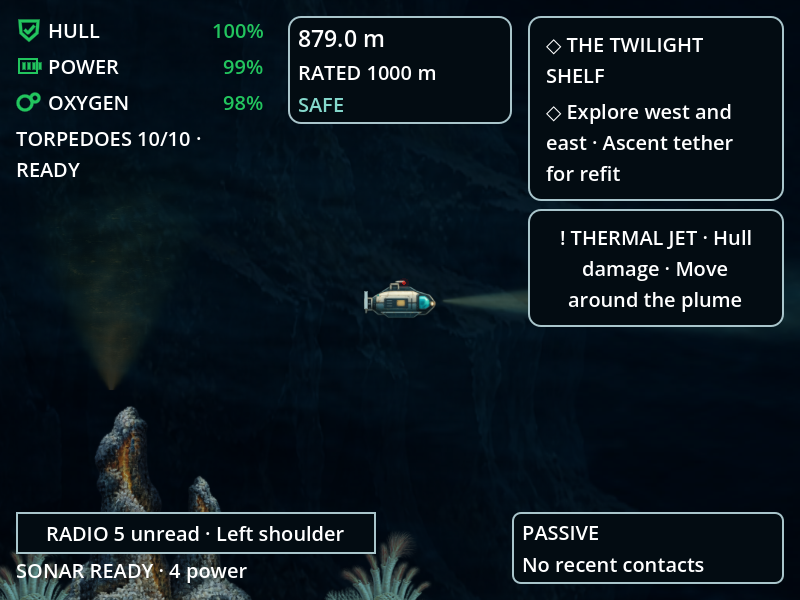 HULL 100%
POWER 99%
OXYGEN 98%
TORPEDOES 10/10 ·
READY
879.0 m
RATED 1000 m
SAFE
◇ THE TWILIGHT
SHELF
◇ Explore west and
east · Ascent tether
for refit
! THERMAL JET · Hull
damage · Move
around the plume
RADIO 5 unread · Left shoulder
SONAR READY · 4 power
PASSIVE
No recent contacts